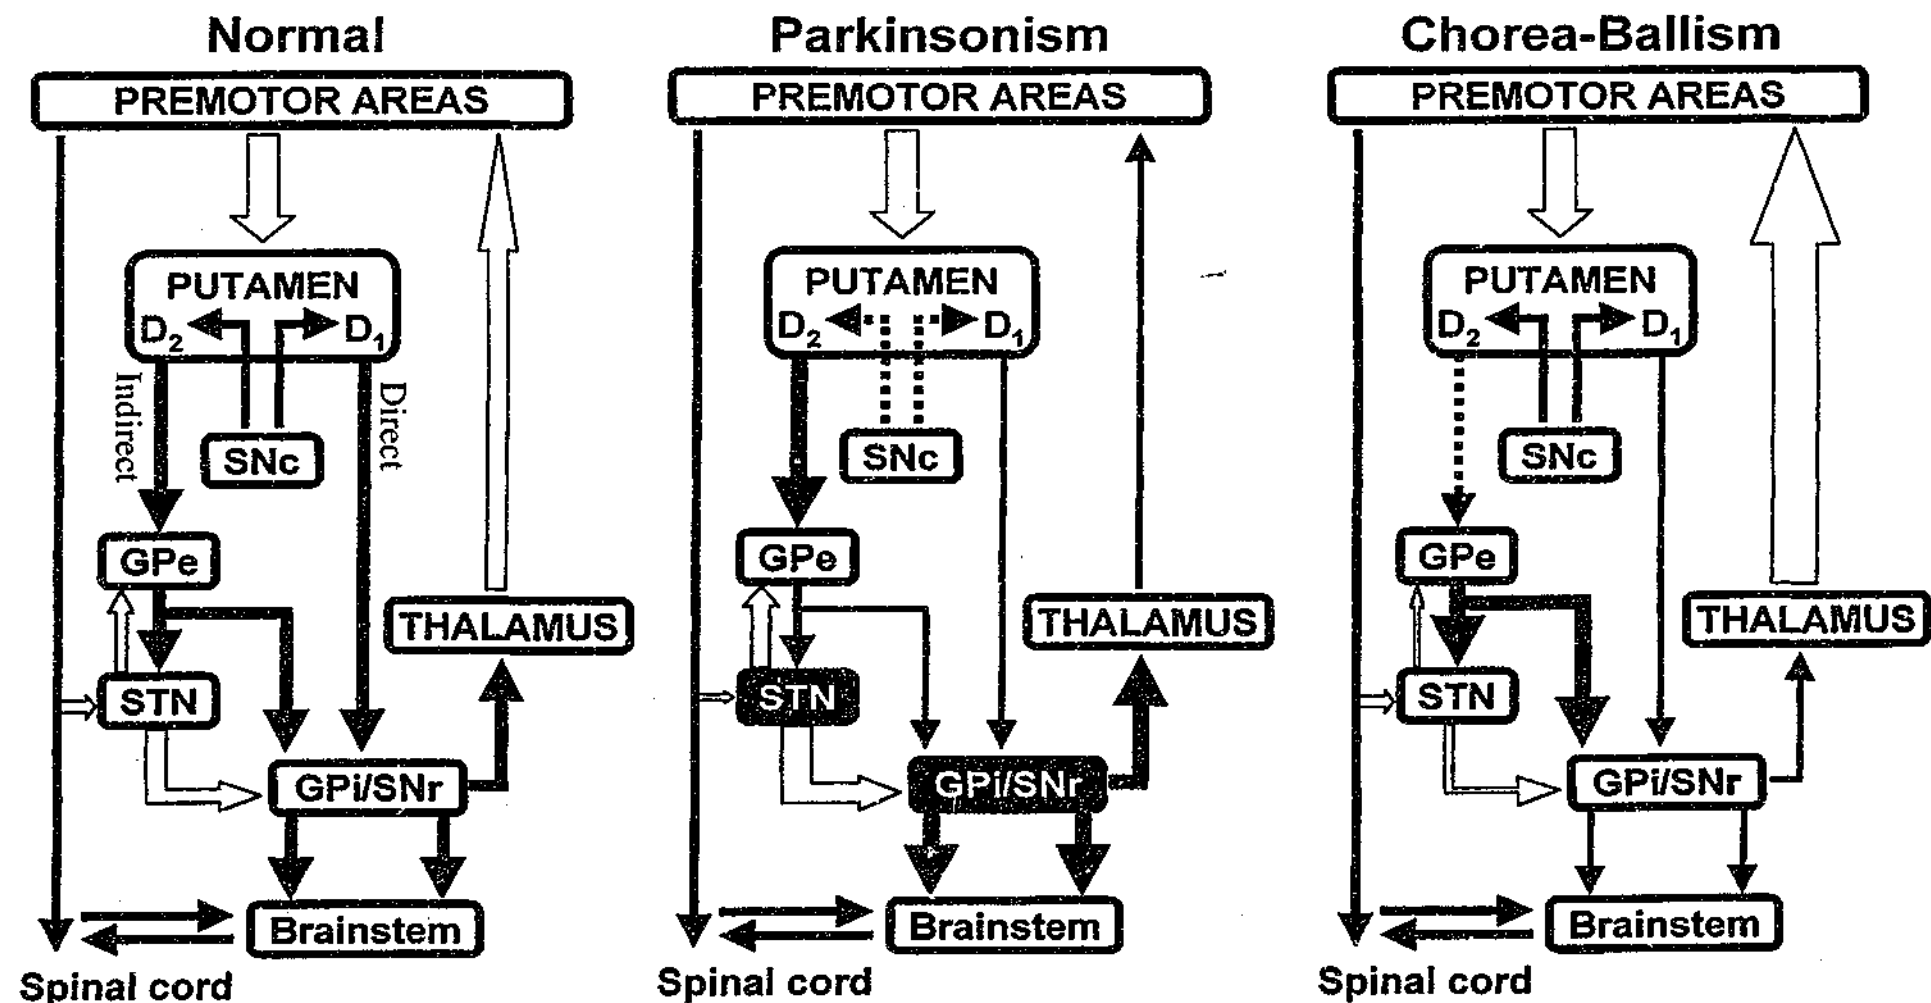 Normal
PREMOTOR AREAS
PUTAMEN
D2
D1
Indirect
Direct
SNc
GPe
THALAMUS
STN
GPi/SNr
Brainstem
Spinal cord
Parkinsonism
PREMOTOR AREAS
PUTAMEN
D2
D1
SNc
GPe
THALAMUS
STN
GPi/SNr
Brainstem
Spinal cord
Chorea-Ballism
PREMOTOR AREAS
PUTAMEN
D2
D1
SNc
GPe
THALAMUS
STN
GPi/SNr
Brainstem
Spinal cord